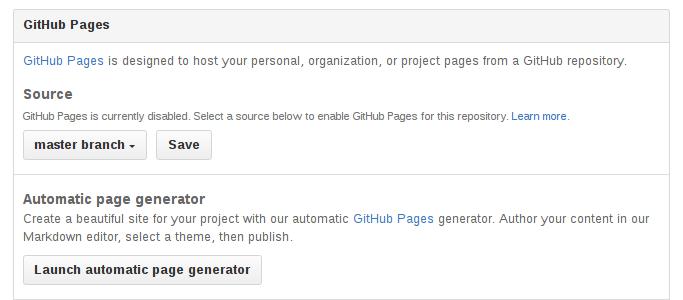 GitHub Pages
GitHub Pages is designed to host your personal, organization, or project pages from a GitHub repository.
Source
GitHub Pages is currently disabled. Select a source below to enable GitHub Pages for this repository. Learn more.
master branch Save
Automatic page generator
Create a beautiful site for your project with our automatic GitHub Pages generator. Author your content in our
Markdown editor, select a theme, then publish.
Launch automatic page generator